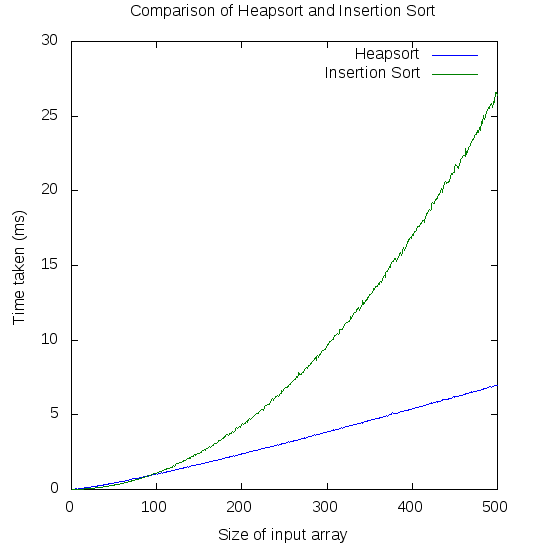 Comparison of Heapsort and Insertion Sort
30
25
20
15
10
5
0
Time taken (ms)
Heapsort
Insertion Sort
0 100 200 300 400 500
Size of input array